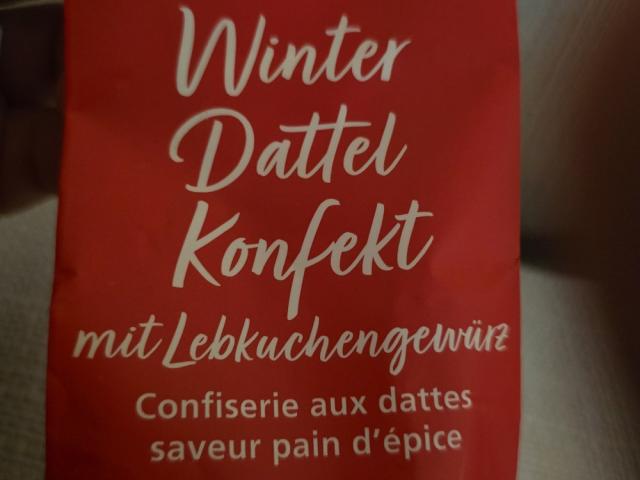 Winter
Dattel
Konfekt
mit Lebkuchengewürz
Confiserie aux dattes
saveur pain d'épice